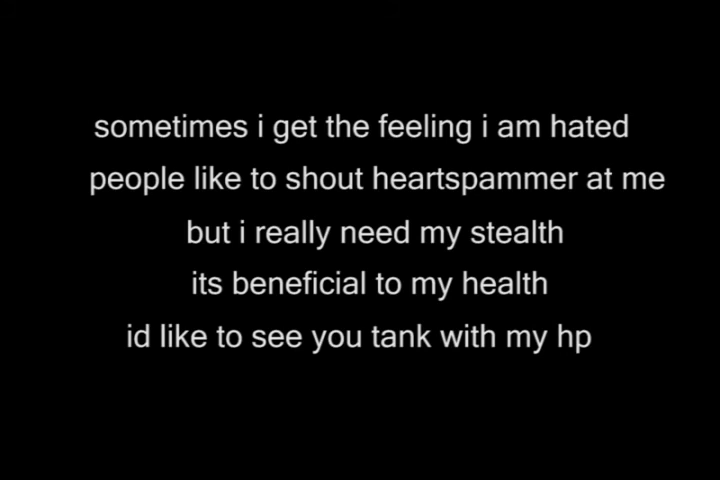 sometimes i get the feeling i am hated
people like to shout heartspammer at me
but i really need my stealth
its beneficial to my health
id like to see you tank with my hp